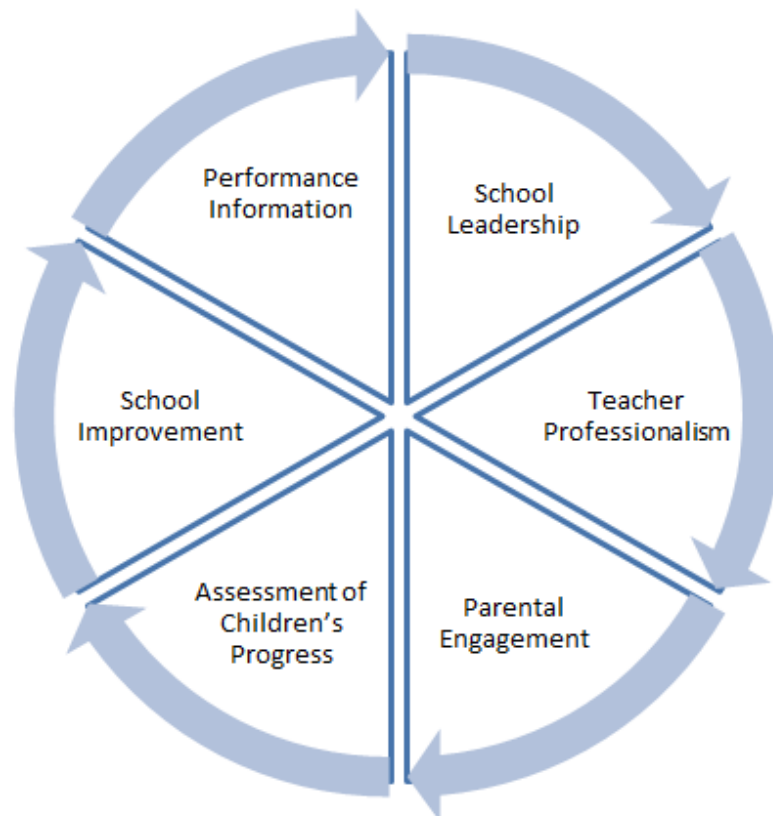 Performance
Information
School
Leadership
Teacher
Professionalism
Parental
Engagement
Assessment of
Children’s
Progress
School
Improvement